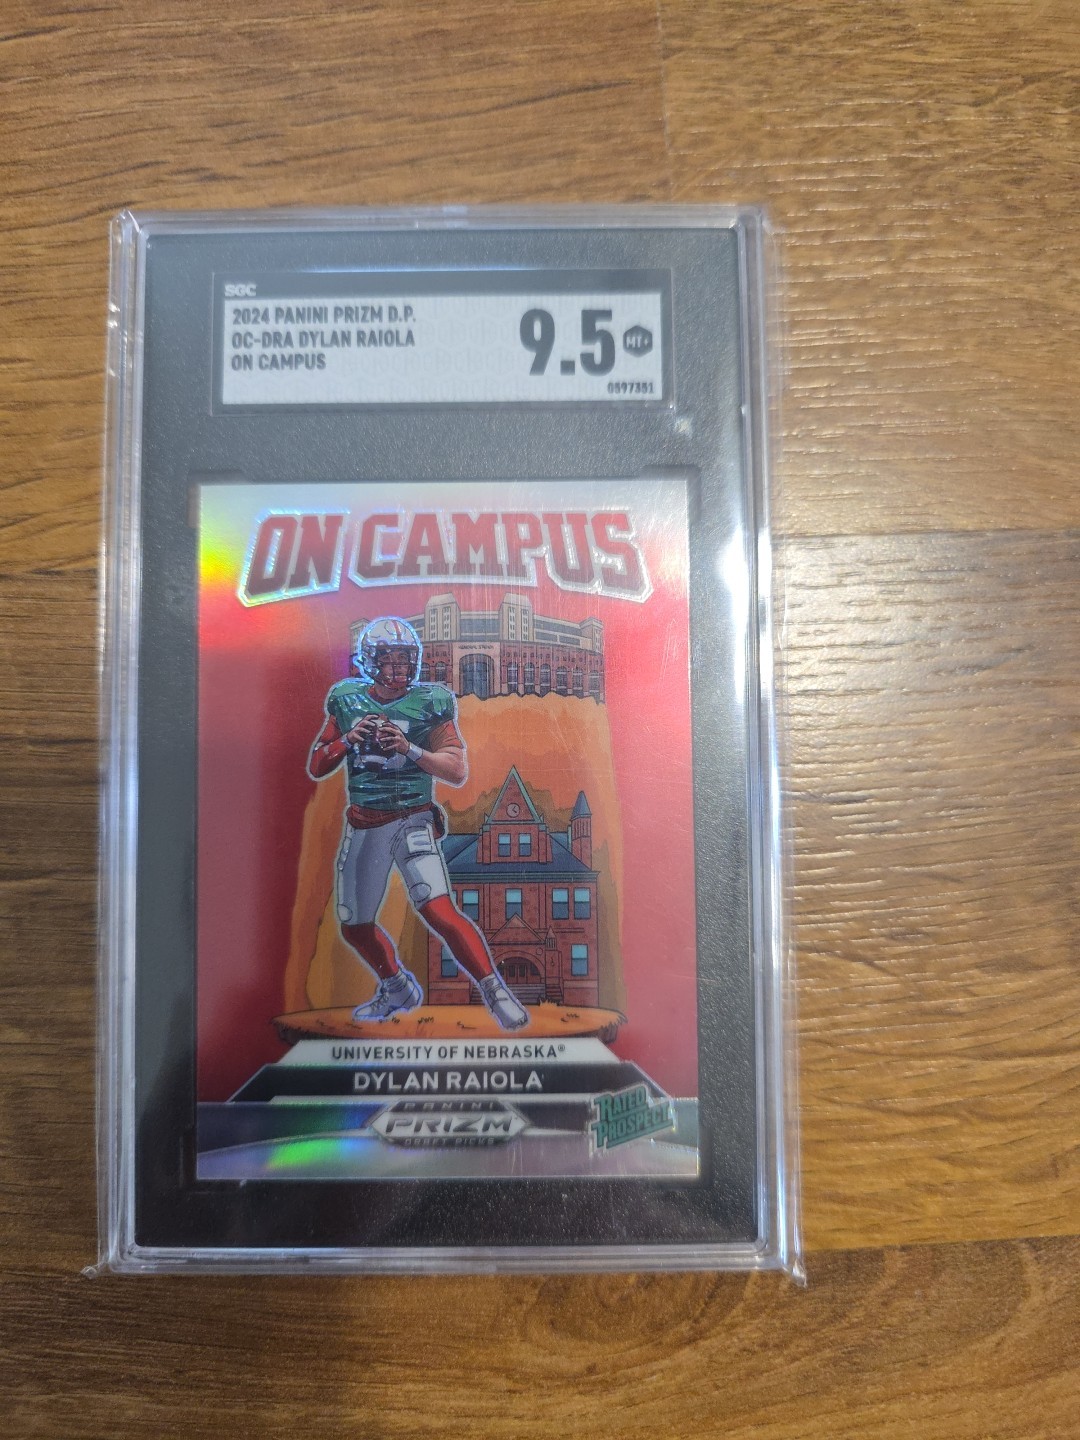 SGC
2024 PANINI PRIZM D.P.
OC-DRA DYLAN RAIOLA
ON CAMPUS
9.5
MT+
0597351
ON CAMPUS
UNIVERSITY OF NEBRASKA®
DYLAN RAIOLA
PANINI
PRIZM
DRAFT PICKS
RATED
PROSPECT